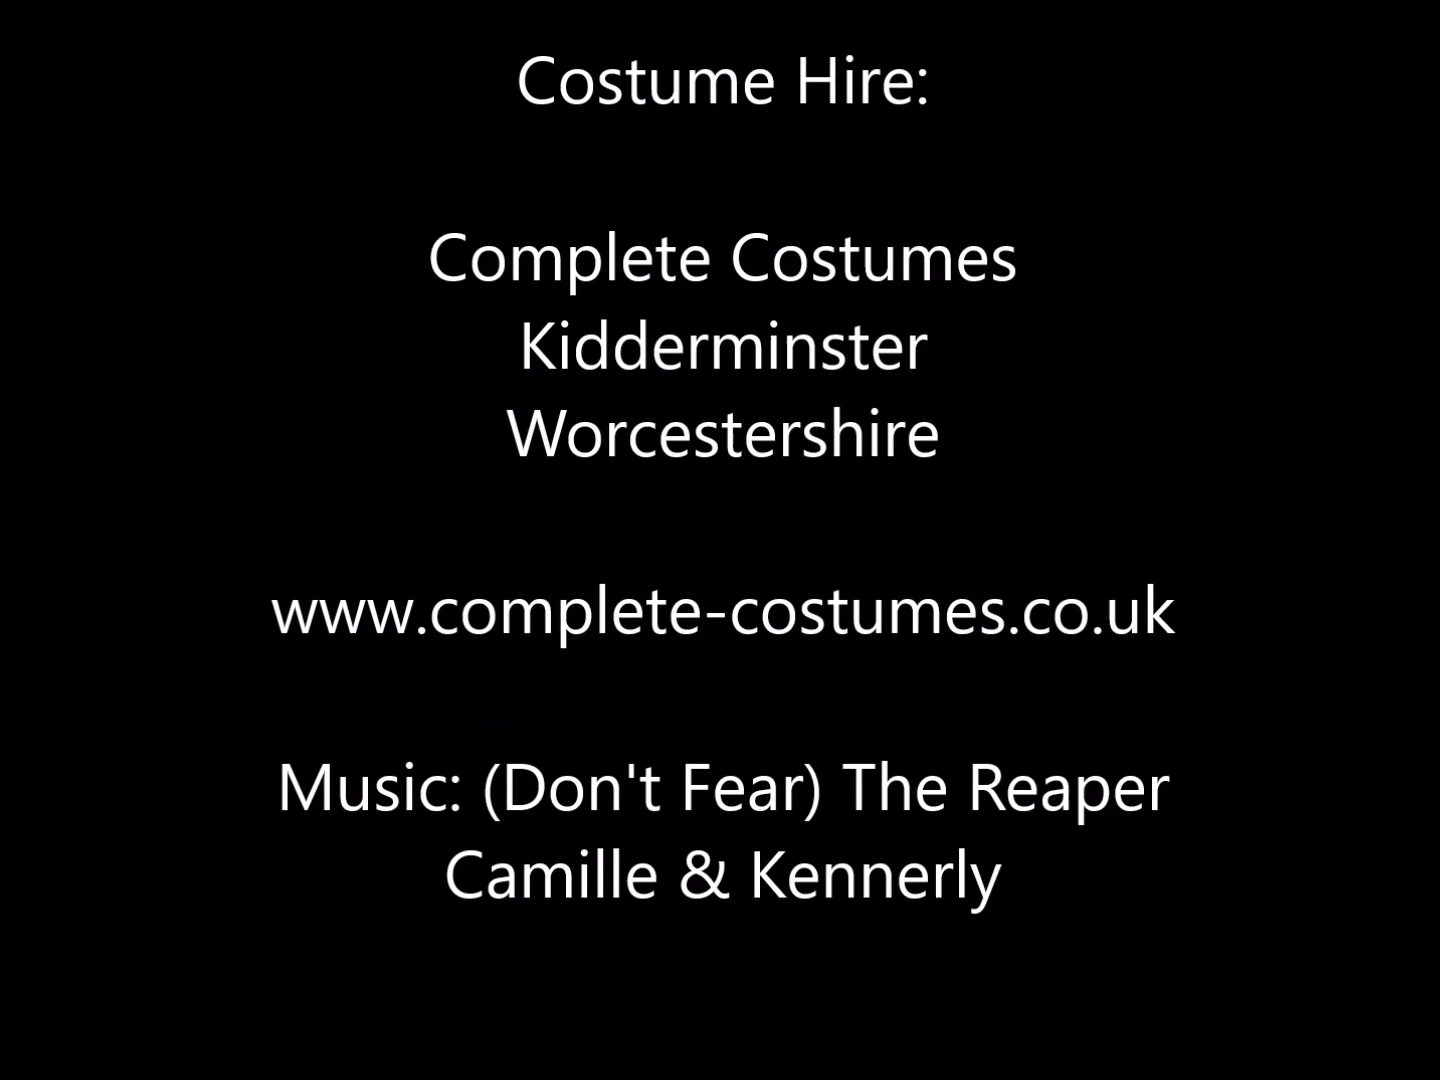 Costume Hire:
Complete Costumes
Kidderminster
Worcestershire
www.complete-costumes.co.uk
Music: (Don't Fear) The Reaper
Camille & Kennerly